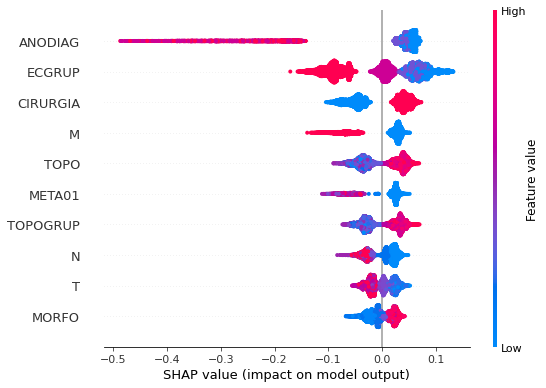 High
ANODIAG
ECGRUP
CIRURGIA
M
TOPO
META01
TOPOGRUP
N
T
MORFO
Feature value
Low
−0.5 −0.4 −0.3 −0.2 −0.1 0.0 0.1
SHAP value (impact on model output)